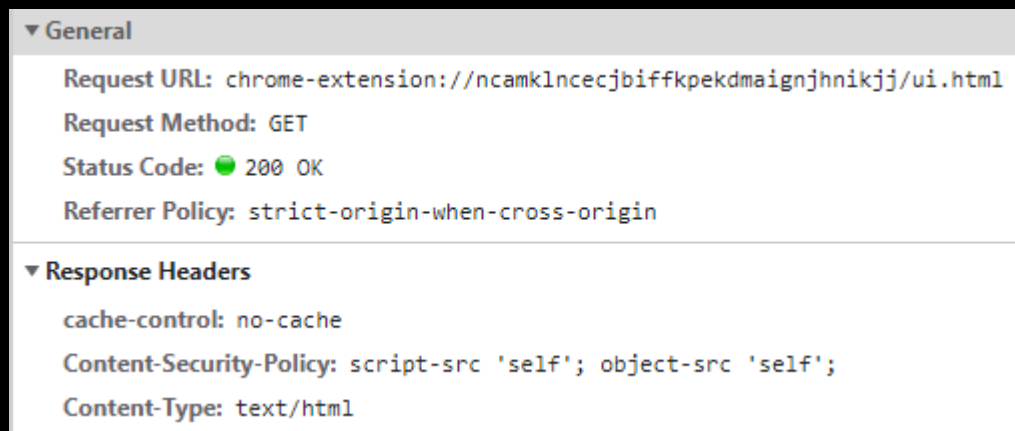 General
Request URL: chrome-extension://ncamklncecjbiffkpekdmaignjhnikjj/ui.html
Request Method: GET
Status Code: 200 OK
Referrer Policy: strict-origin-when-cross-origin
Response Headers
cache-control: no-cache
Content-Security-Policy: script-src 'self'; object-src 'self';
Content-Type: text/html